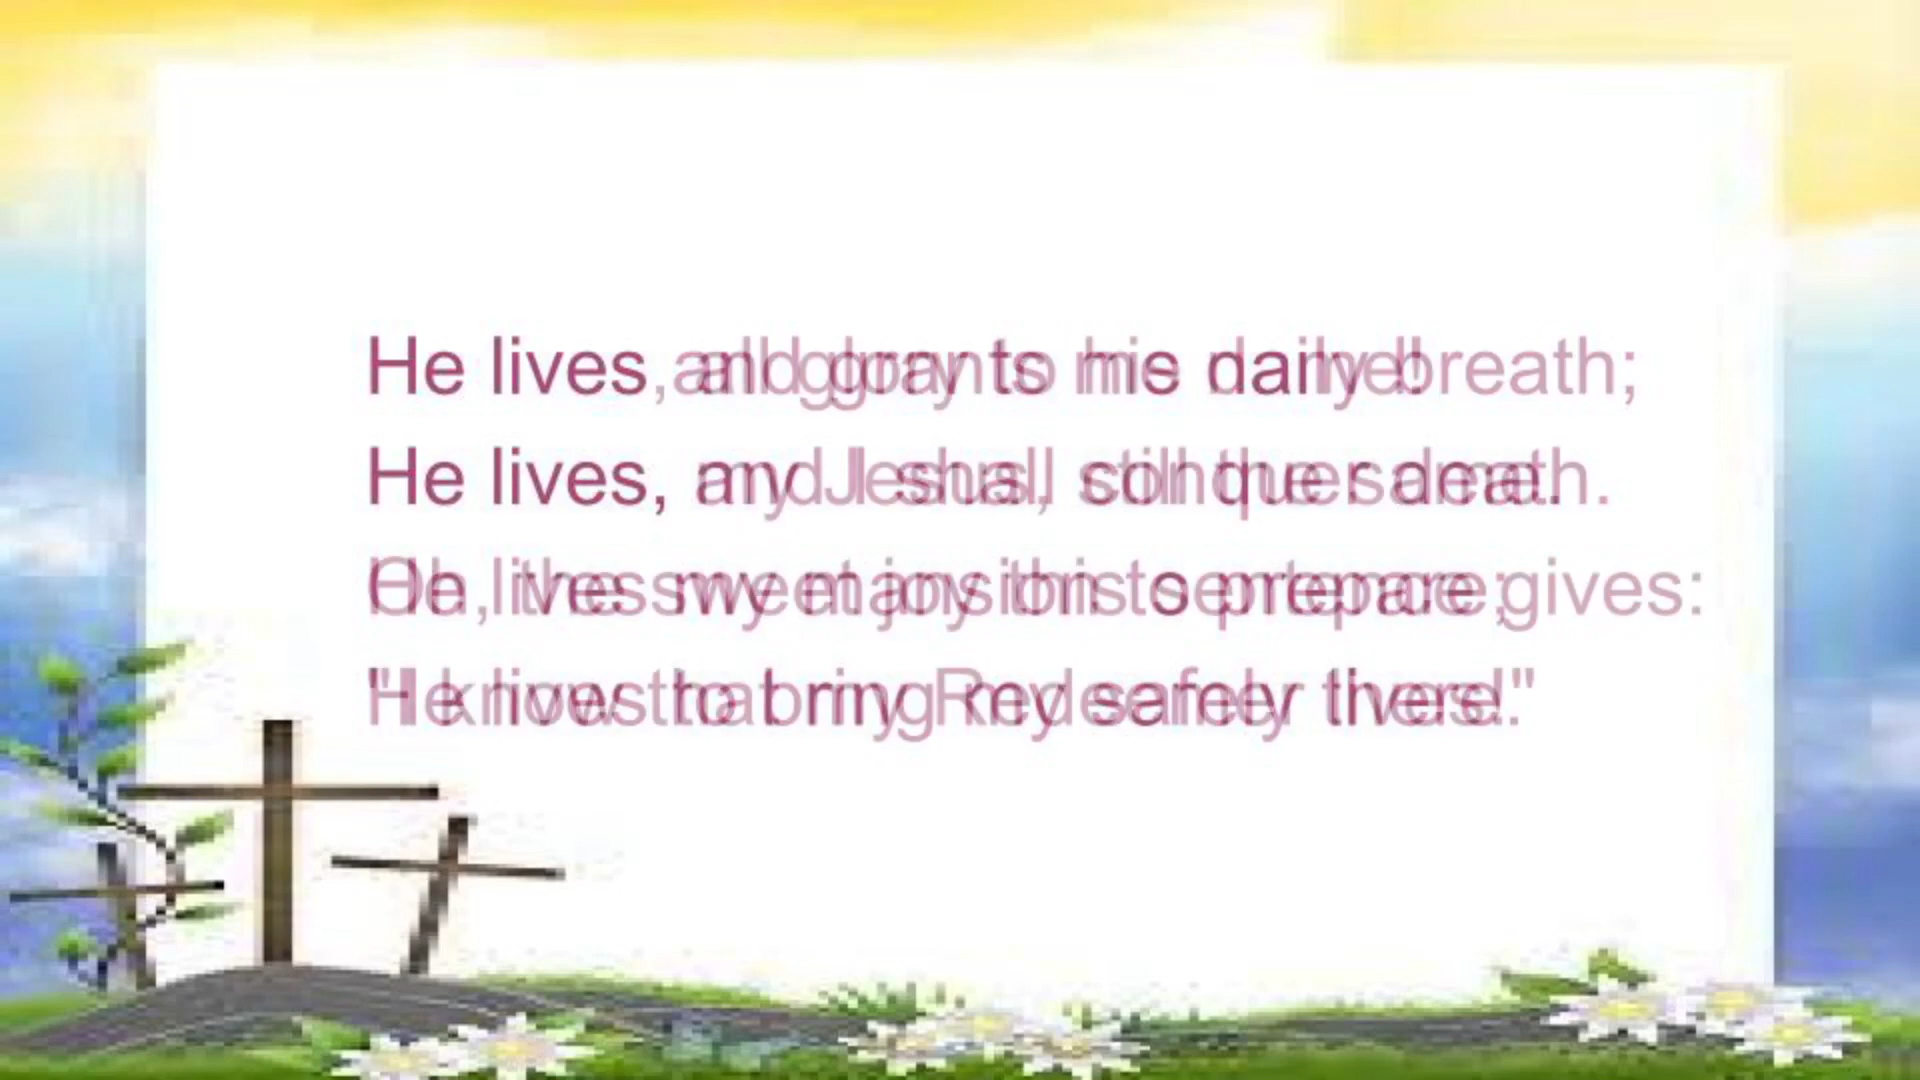 He lives, and grants me daily breath;
He lives, and I shall conquer death.
He lives my mansion to prepare;
He lives to bring me safely there.
He lives, all glory to his name!
He lives, my Jesus, still the same.
Oh, the sweet joy this sentence gives:
"I know that my Redeemer lives!"